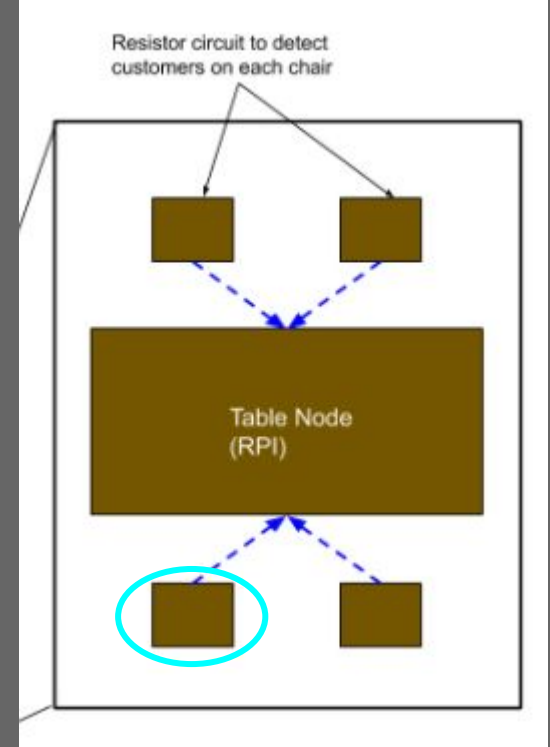 Resistor circuit to detect
customers on each chair
Table Node
(RPI)